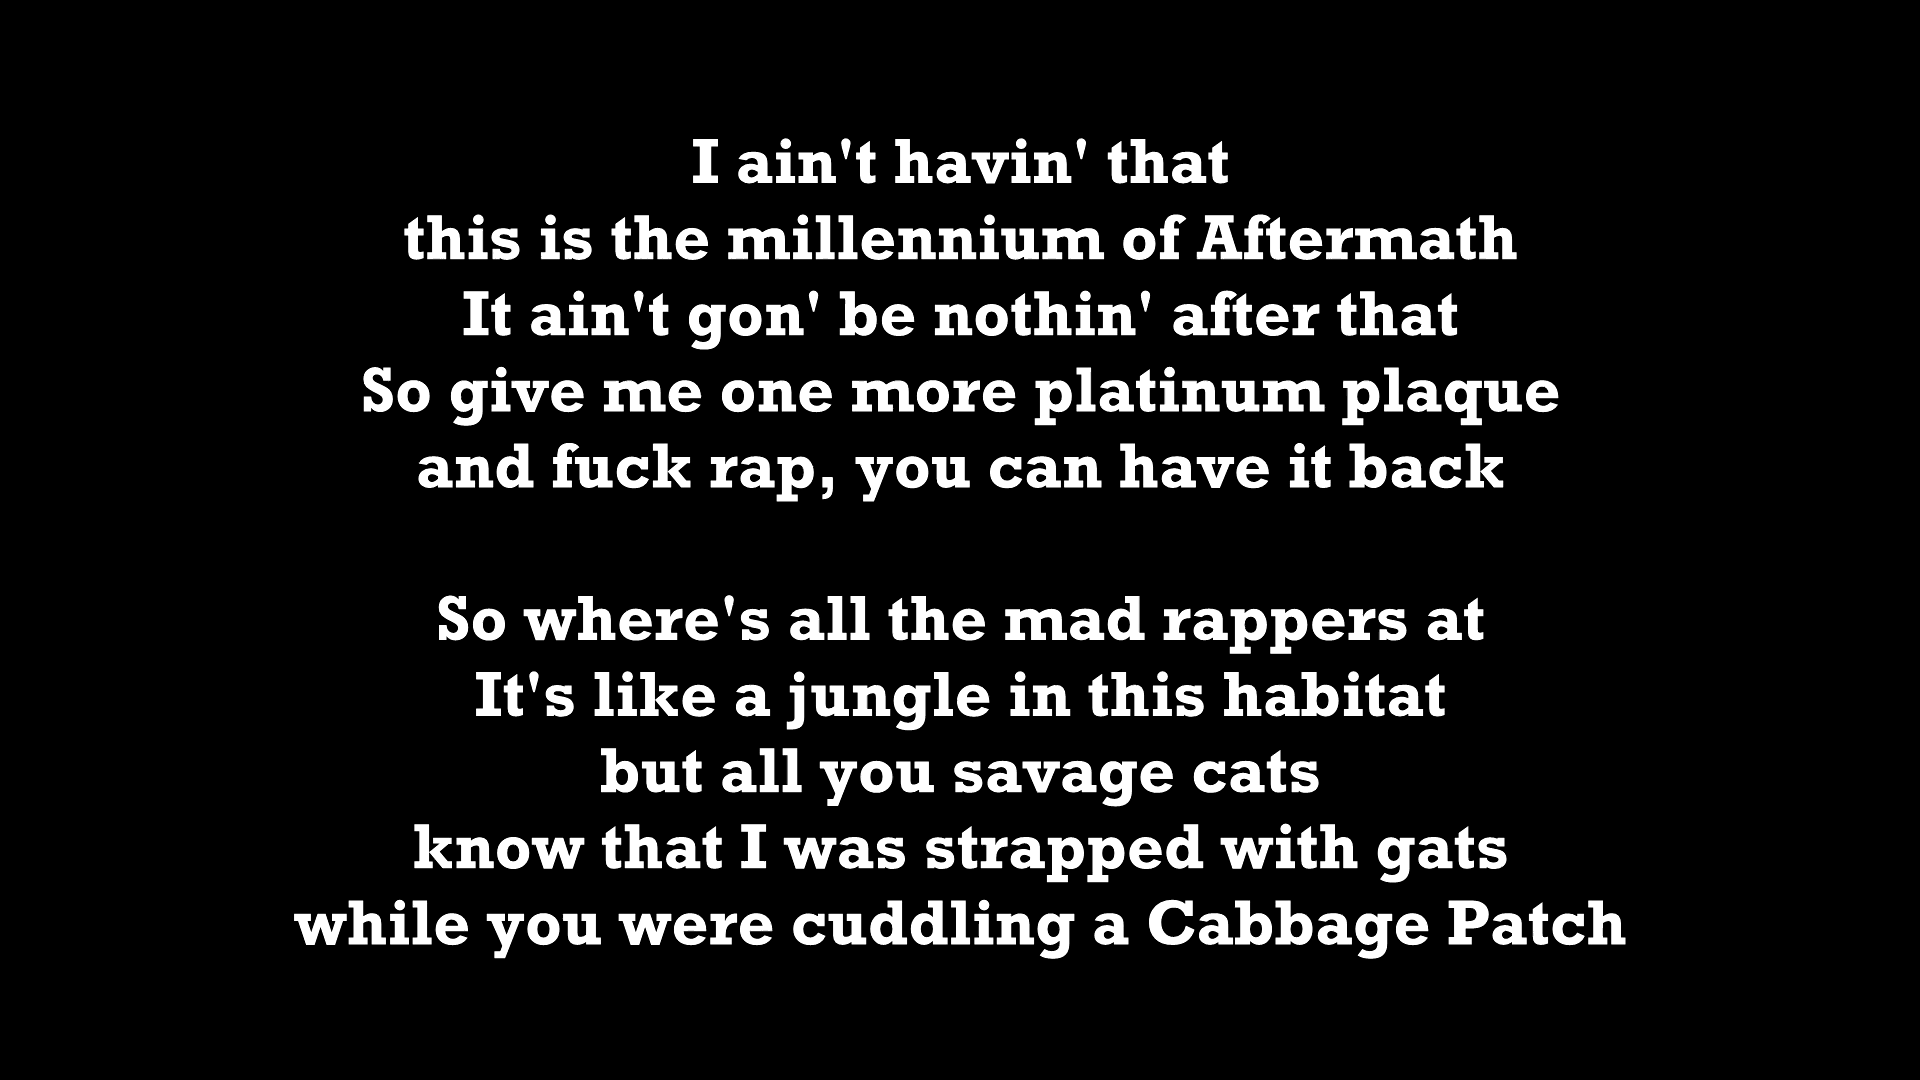 I ain't havin' that
this is the millennium of Aftermath
It ain't gon' be nothin' after that
So give me one more platinum plaque
and fuck rap, you can have it back
So where's all the mad rappers at
It's like a jungle in this habitat
but all you savage cats
know that I was strapped with gats
while you were cuddling a Cabbage Patch